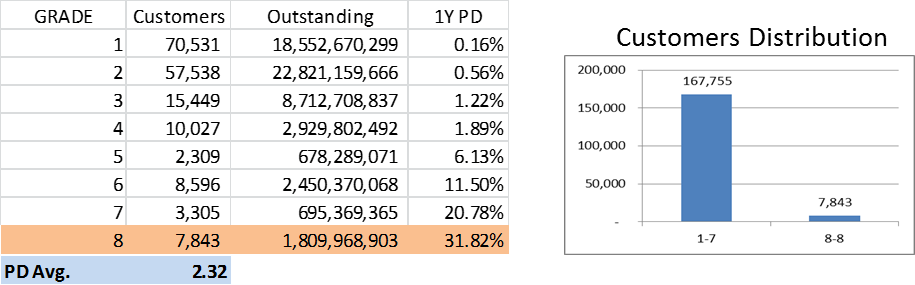 GRADE Customers Outstanding 1Y PD
1 70,531 18,552,670,299 0.16%
2 57,538 22,821,159,666 0.56%
3 15,449 8,712,708,837 1.22%
4 10,027 2,929,802,492 1.89%
5 2,309 678,289,071 6.13%
6 8,596 2,450,370,068 11.50%
7 3,305 695,369,365 20.78%
8 7,843 1,809,968,903 31.82%
PD Avg. 2.32
Customers Distribution
200,000
167,755
150,000
100,000
50,000
7,843
-
1-7 8-8